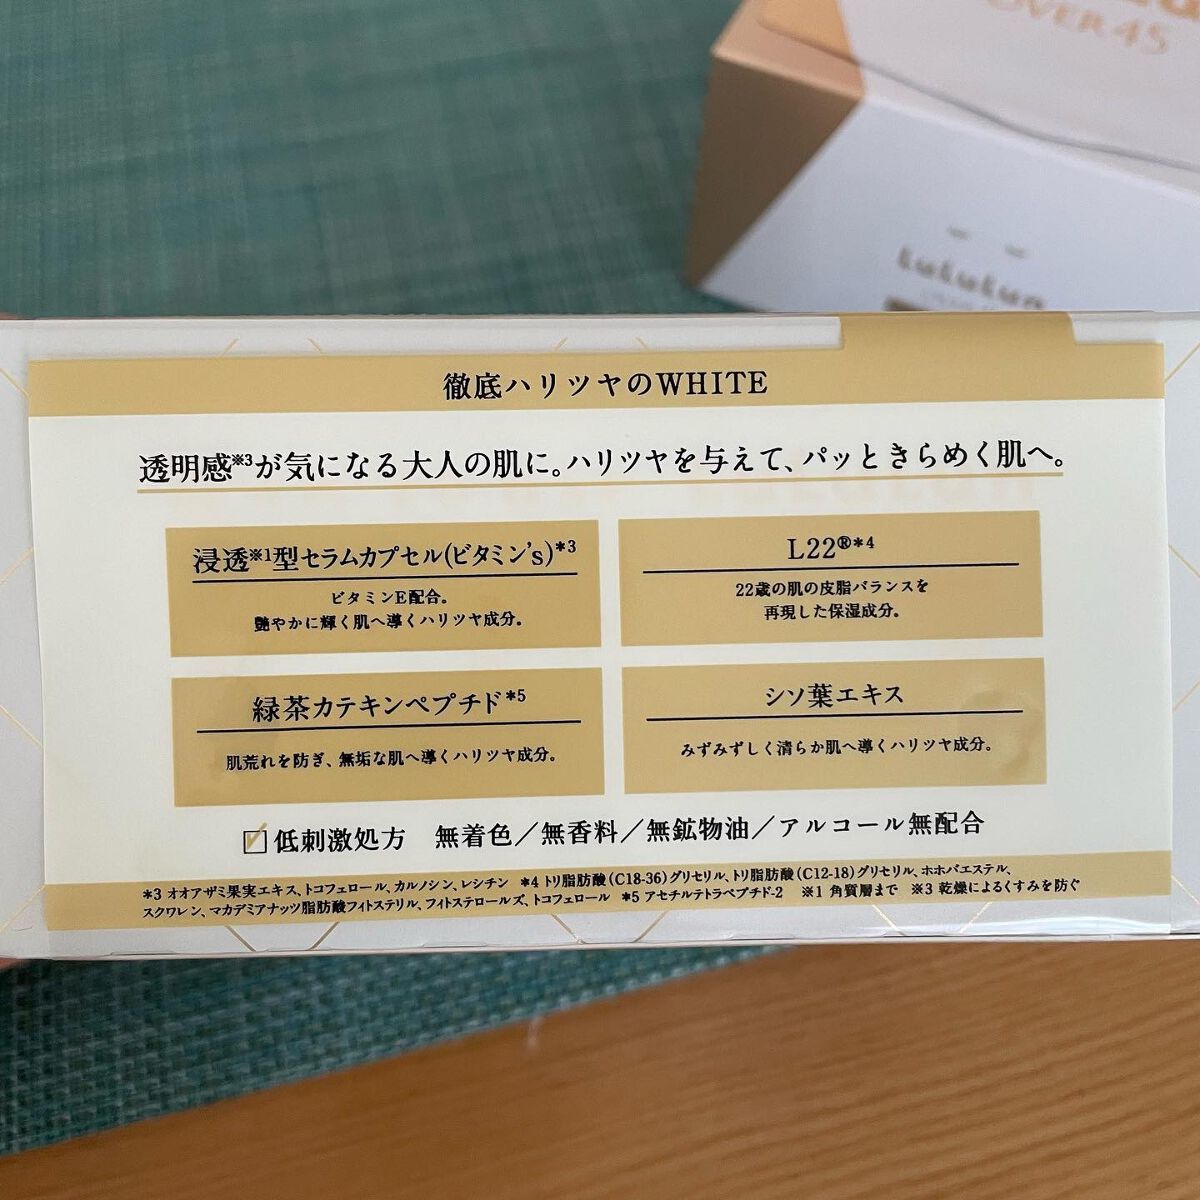 OVER45
LuLuLun
徹底ハリツヤのWHITE
透明感※3が気になる大人の肌に。ハリツヤを与えて、パッときらめく肌へ。
浸透※1型セラムカプセル(ビタミン's)*3
ビタミンE配合。
艶やかに輝く肌へ導くハリツヤ成分。
L22®*4
22歳の肌の皮脂バランスを
再現した保湿成分。
緑茶カテキンペプチド*5
肌荒れを防ぎ、無垢な肌へ導くハリツヤ成分。
シソ葉エキス
みずみずしく清らか肌へ導くハリツヤ成分。
低刺激処方 無着色／無香料／無鉱物油／アルコール無配合
*3 オオアザミ果実エキス、トコフェロール、カルノシン、レシチン *4 トリ脂肪酸(C18-36)グリセリル、トリ脂肪酸(C12-18)グリセリル、ホホバエステル、
スクワレン、マカデミアナッツ脂肪酸フィトステリル、フィトステロールズ、トコフェロール *5 アセチルテトラペプチド-2 ※1 角質層まで ※3 乾燥によるくすみを防ぐ